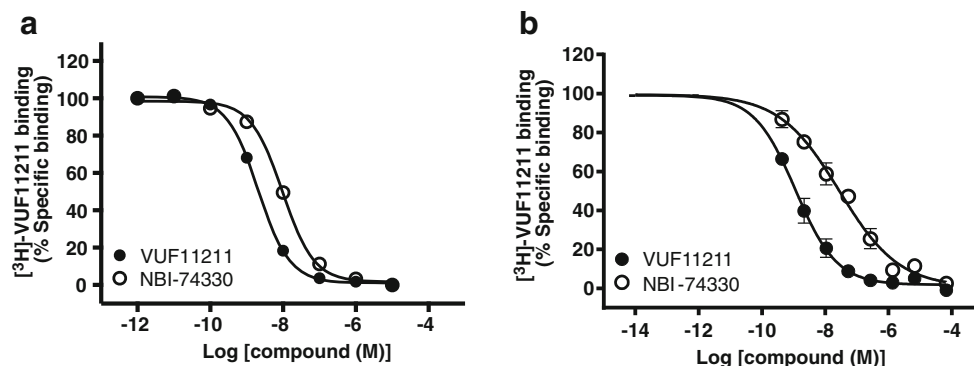 a
[³H]-VUF11211 binding
(% Specific binding)
120
100
80
60
40
20
0
VUF11211
NBI-74330
-12
-10
-8
-6
-4
Log [compound (M)]
b
[³H]-VUF11211 binding
(% Specific binding)
120
100
80
60
40
20
0
VUF11211
NBI-74330
-14
-12
-10
-8
-6
-4
Log [compound (M)]